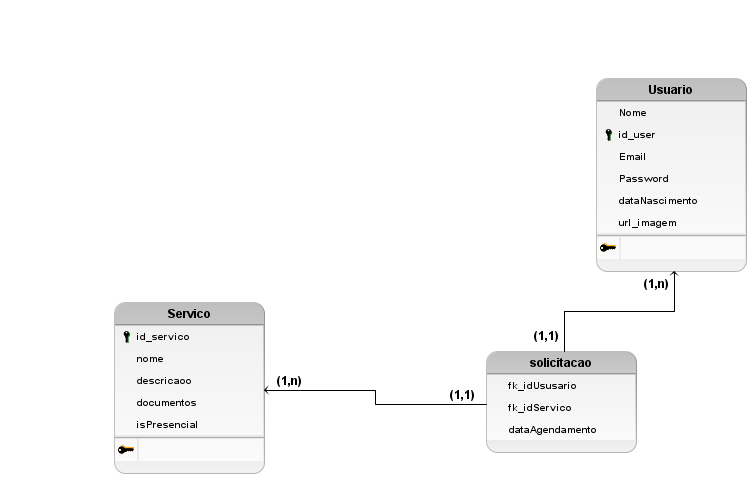 Usuario
Nome
id_user
Email
Password
dataNascimento
url_imagem
(1,n)
Servico
id_servico
nome
descricaoo
documentos
isPresencial
(1,n)
(1,1)
(1,1)
solicitacao
fk_idUsusario
fk_idServico
dataAgendamento